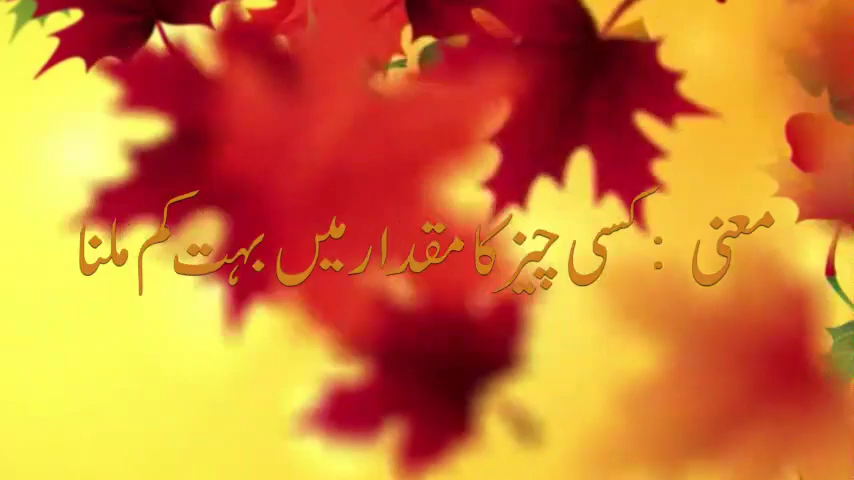 معنی : کسی چیز کا مقدار میں بہت کم ملنا